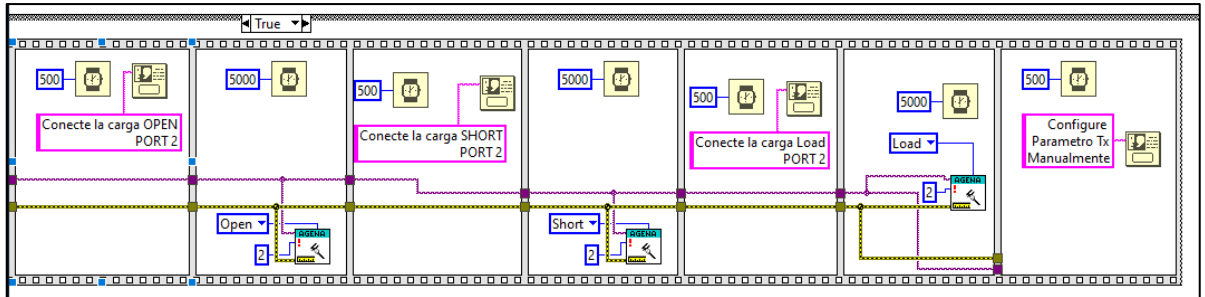 True
500
Conecte la carga OPEN
PORT 2
5000
Open
2
AGENA
500
Conecte la carga SHORT
PORT 2
5000
Short
2
AGENA
500
Conecte la carga Load
PORT 2
5000
Load
2
AGENA
500
Configure
Parametro Tx
Manualmente